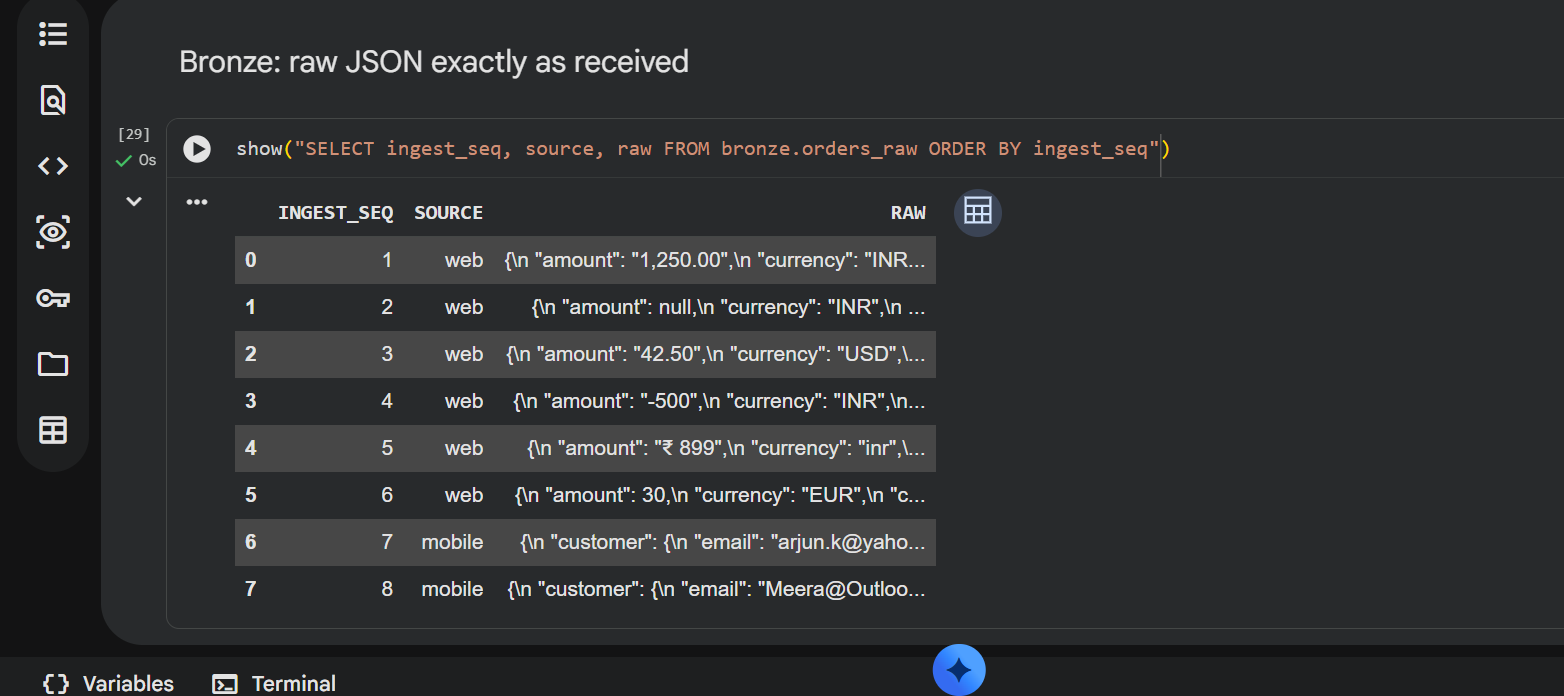 Bronze: raw JSON exactly as received
[29]
0s
show("SELECT ingest_seq, source, raw FROM bronze.orders_raw ORDER BY ingest_seq")
INGEST_SEQ SOURCE RAW
0 1 web {\n "amount": "1,250.00",\n "currency": "INR...
1 2 web {\n "amount": null,\n "currency": "INR",\n ...
2 3 web {\n "amount": "42.50",\n "currency": "USD",\...
3 4 web {\n "amount": "-500",\n "currency": "INR",\n...
4 5 web {\n "amount": "₹ 899",\n "currency": "inr",\...
5 6 web {\n "amount": 30,\n "currency": "EUR",\n "c...
6 7 mobile {\n "customer": {\n "email": "arjun.k@yaho...
7 8 mobile {\n "customer": {\n "email": "Meera@Outloo...
Variables Terminal